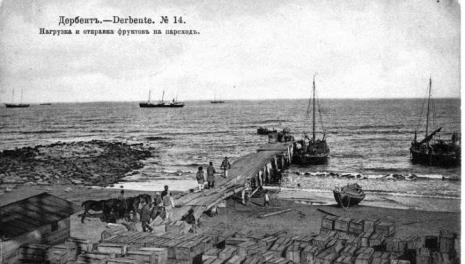 Дербентъ.—Derbente. № 14.
Нагрузка и отправка фруктовъ на пароходъ.